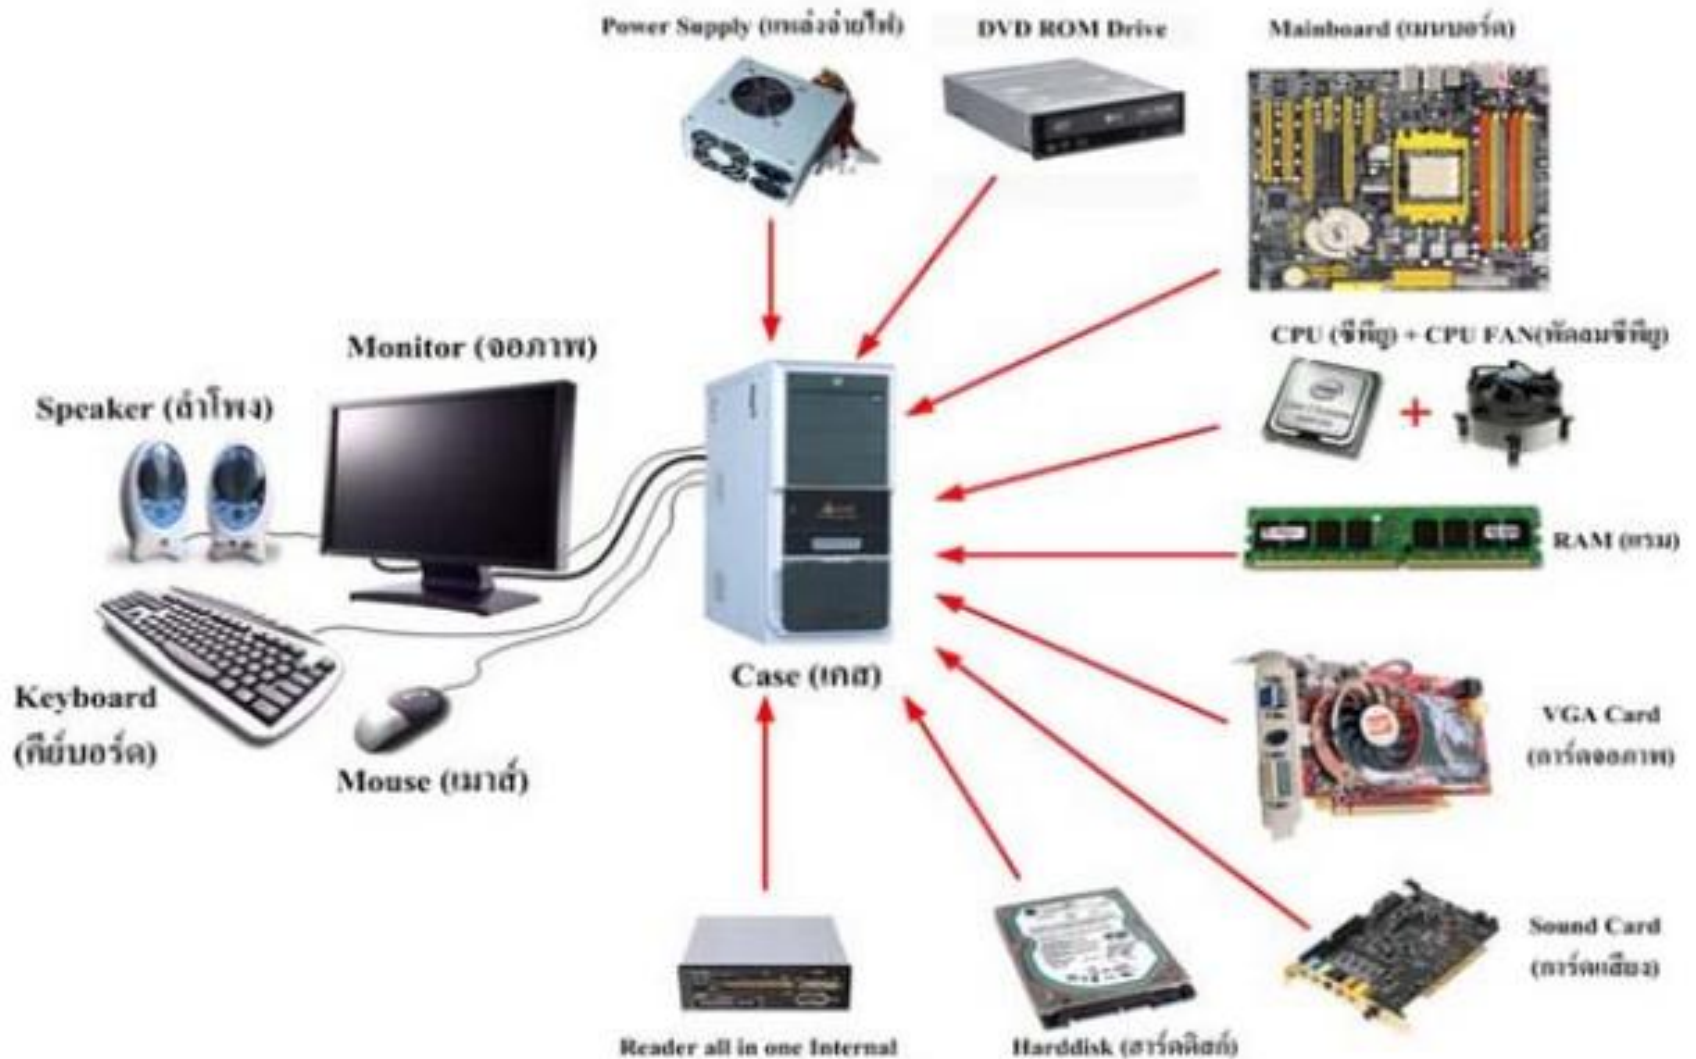 Power Supply (แหล่งจ่ายไฟ)
DVD ROM Drive
Mainboard (เมนบอร์ด)
Monitor (จอภาพ)
CPU (ซีพียู) + CPU FAN(พัดลมซีพียู)
Speaker (ลำโพง)
+
RAM (แรม)
Case (เคส)
Keyboard
(คีย์บอร์ด)
Mouse (เมาส์)
VGA Card
(การ์ดจอภาพ)
Sound Card
(การ์ดเสียง)
Reader all in one Internal
Harddisk (ฮาร์ดดิสก์)